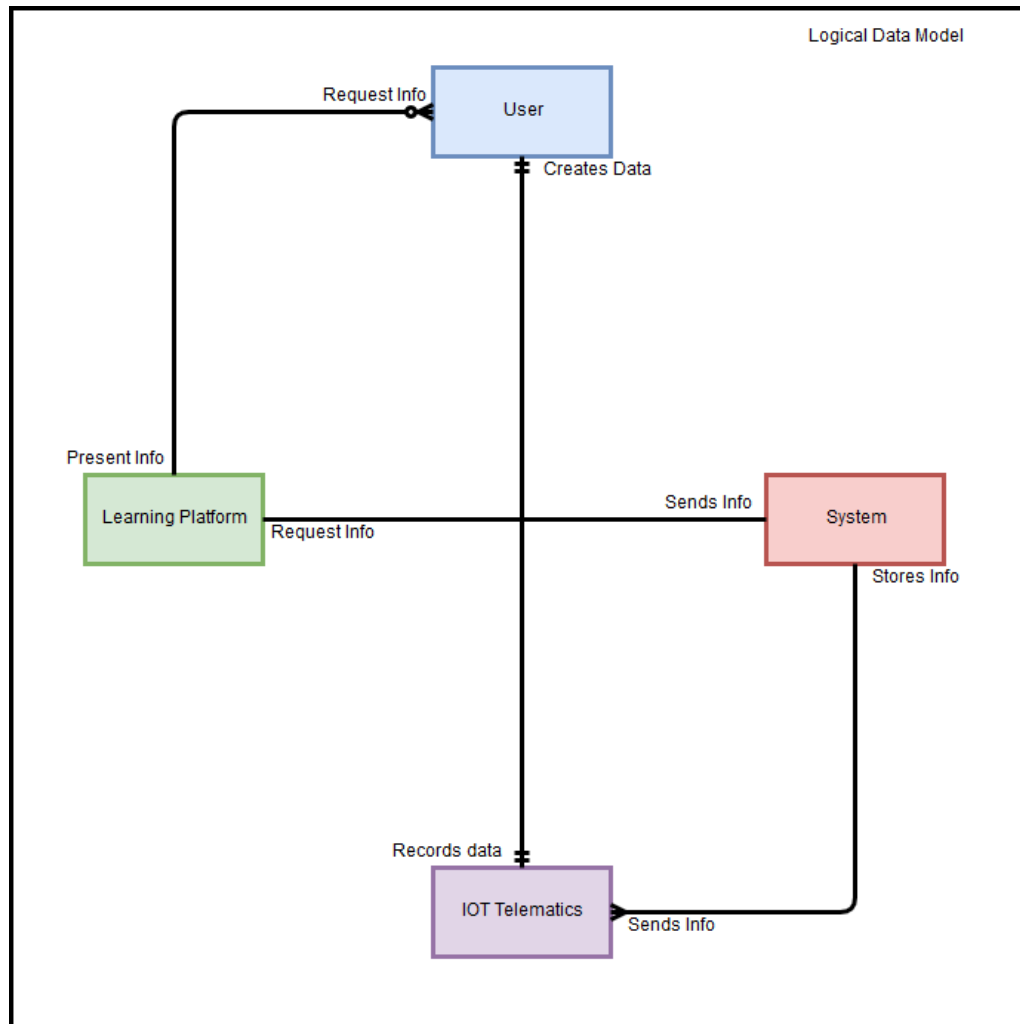 Logical Data Model
Request Info
User
Creates Data
Present Info
Learning Platform
Request Info
Sends Info
System
Stores Info
Records data
IOT Telematics
Sends Info